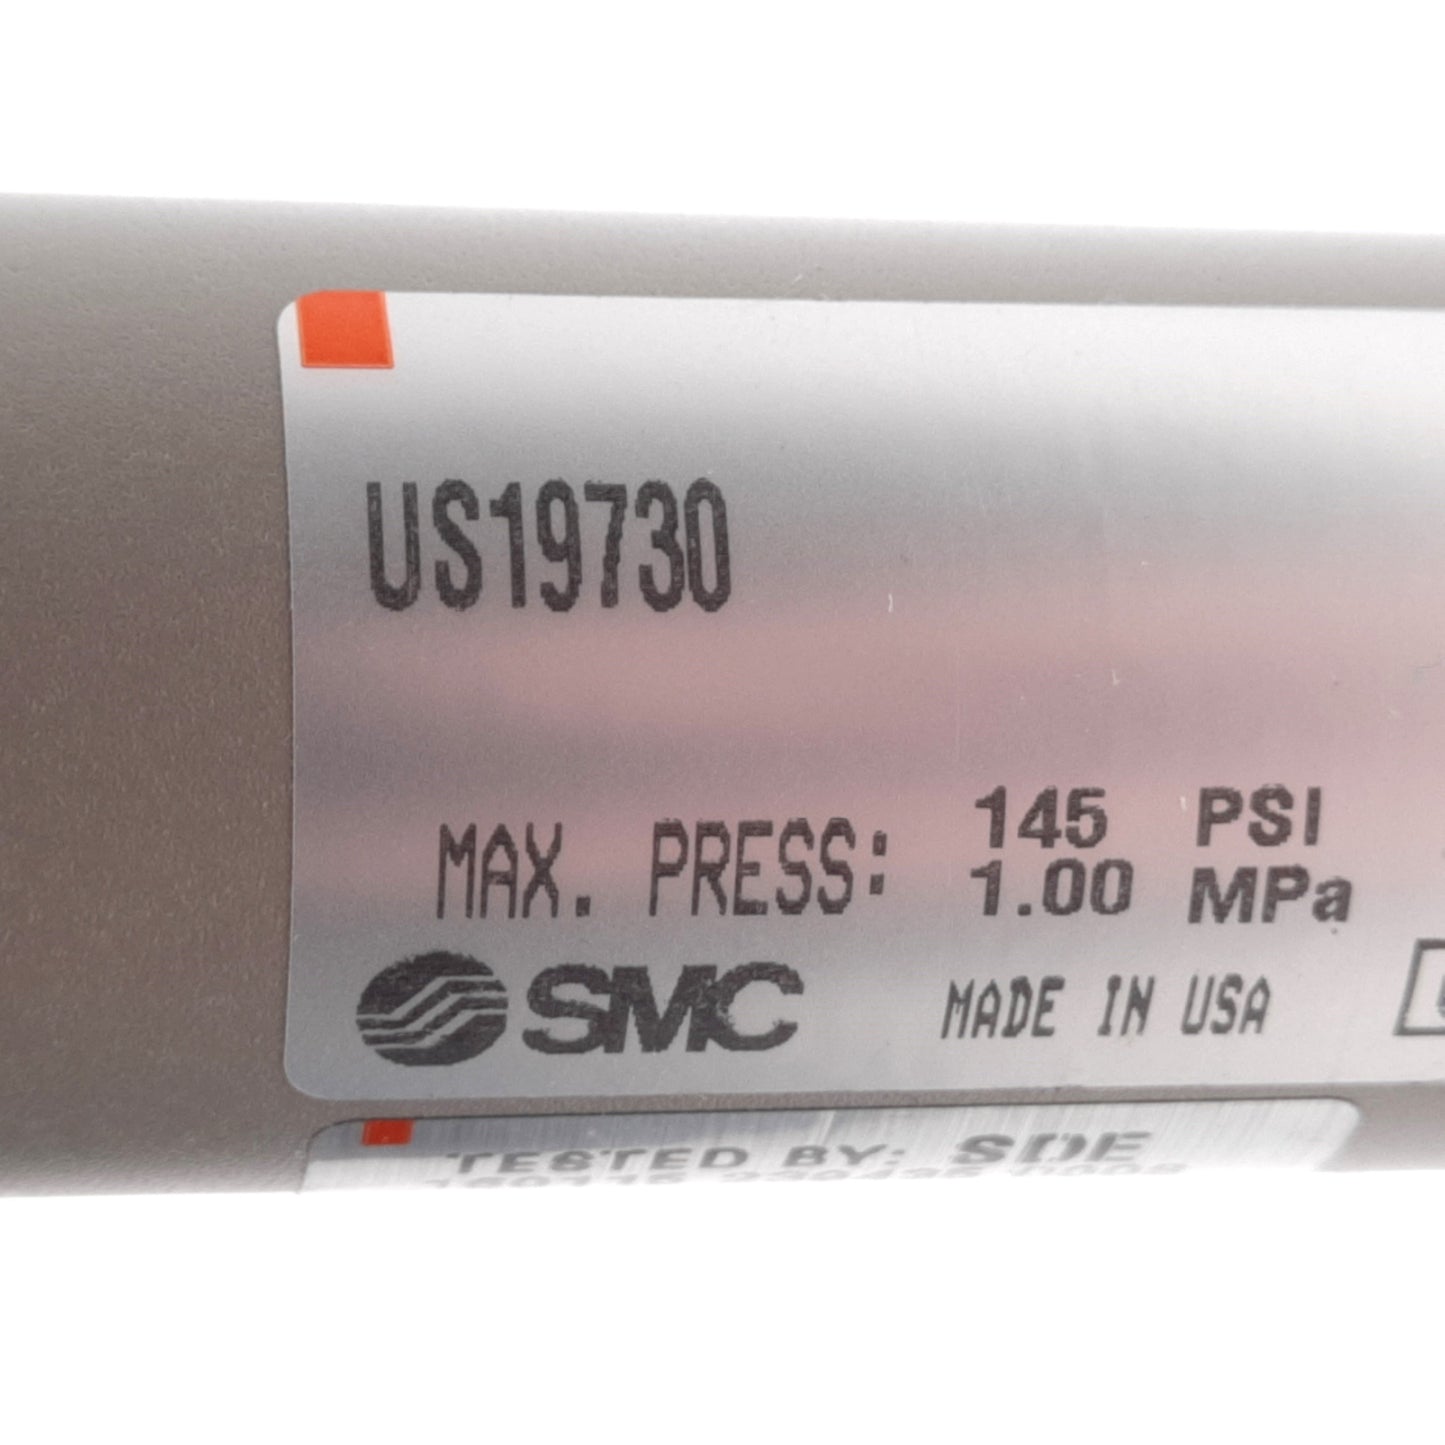 US19730
MAX. PRESS: 145 PSI
1.00 MPa
SMC MADE IN USA
TESTED BY: SDE